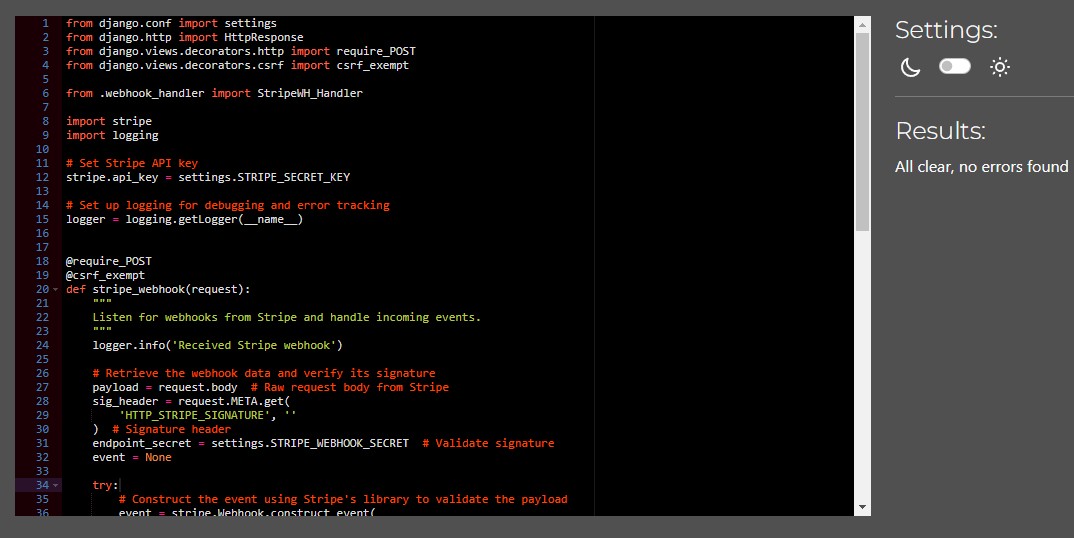 1 from django.conf import settings
2 from django.http import HttpResponse
3 from django.views.decorators.http import require_POST
4 from django.views.decorators.csrf import csrf_exempt
5
6 from .webhook_handler import StripeWH_Handler
7
8 import stripe
9 import logging
10
11 # Set Stripe API key
12 stripe.api_key = settings.STRIPE_SECRET_KEY
13
14 # Set up logging for debugging and error tracking
15 logger = logging.getLogger(__name__)
16
17
18 @require_POST
19 @csrf_exempt
20 def stripe_webhook(request):
21     """
22     Listen for webhooks from Stripe and handle incoming events.
23     """
24     logger.info('Received Stripe webhook')
25
26     # Retrieve the webhook data and verify its signature
27     payload = request.body  # Raw request body from Stripe
28     sig_header = request.META.get(
29         'HTTP_STRIPE_SIGNATURE', ''
30     )  # Signature header
31     endpoint_secret = settings.STRIPE_WEBHOOK_SECRET  # Validate signature
32     event = None
33
34     try:
35         # Construct the event using Stripe's library to validate the payload
36         event = stripe.Webhook.construct_event(
Settings:
Results:
All clear, no errors found